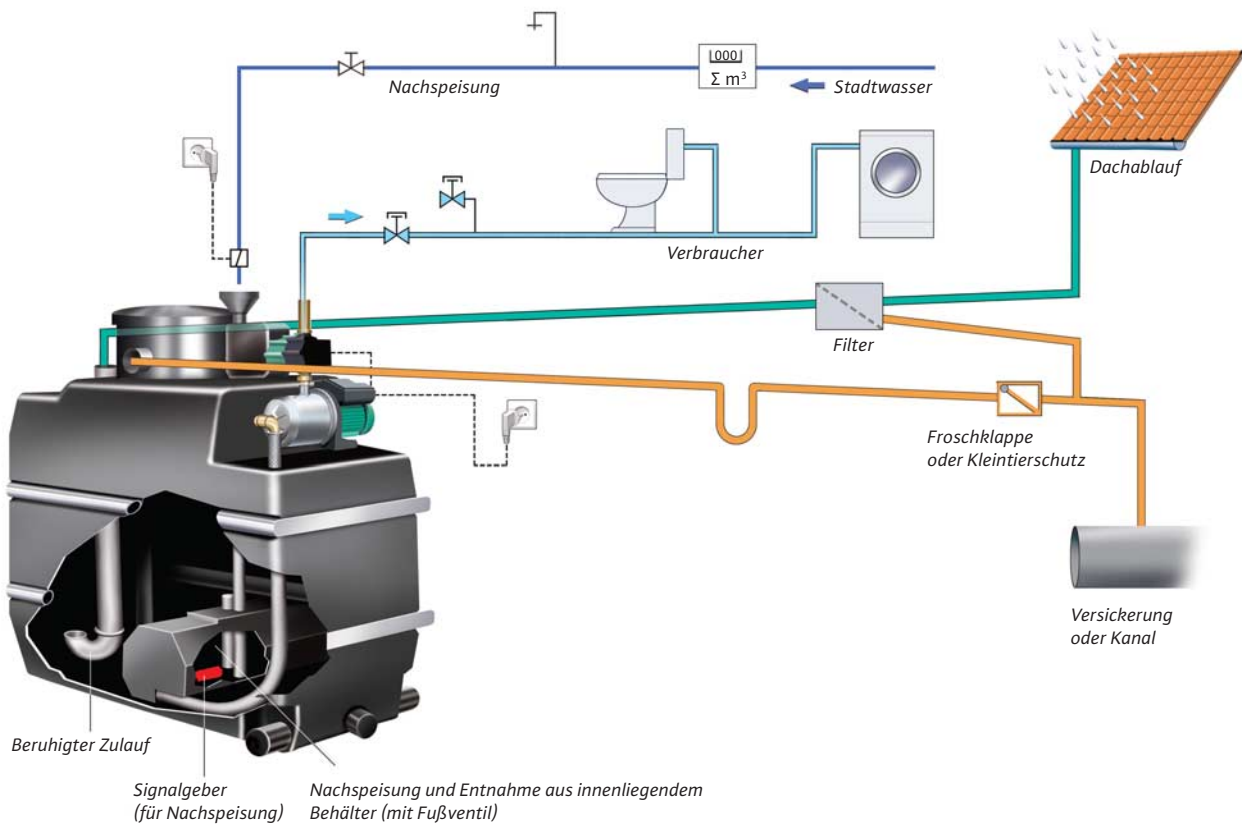 000
Σ m³
Nachspeisung
Stadtwasser
Dachablauf
Verbraucher
Filter
Froschklappe
oder Kleintierschutz
Versickerung
oder Kanal
Beruhigter Zulauf
Signalgeber
(für Nachspeisung)
Nachspeisung und Entnahme aus innenliegendem
Behälter (mit Fußventil)